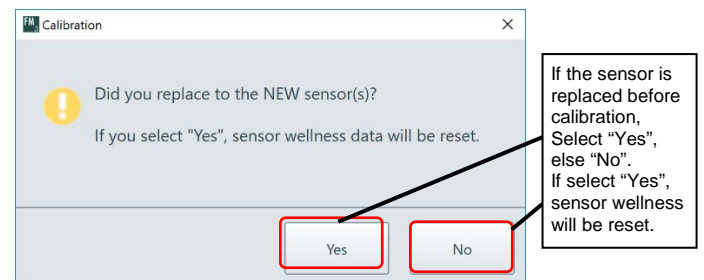 FM Calibration
Did you replace to the NEW sensor(s)?
If you select "Yes", sensor wellness data will be reset.
Yes
No
If the sensor is
replaced before
calibration,
Select “Yes”,
else “No”.
If select “Yes”,
sensor wellness
will be reset.